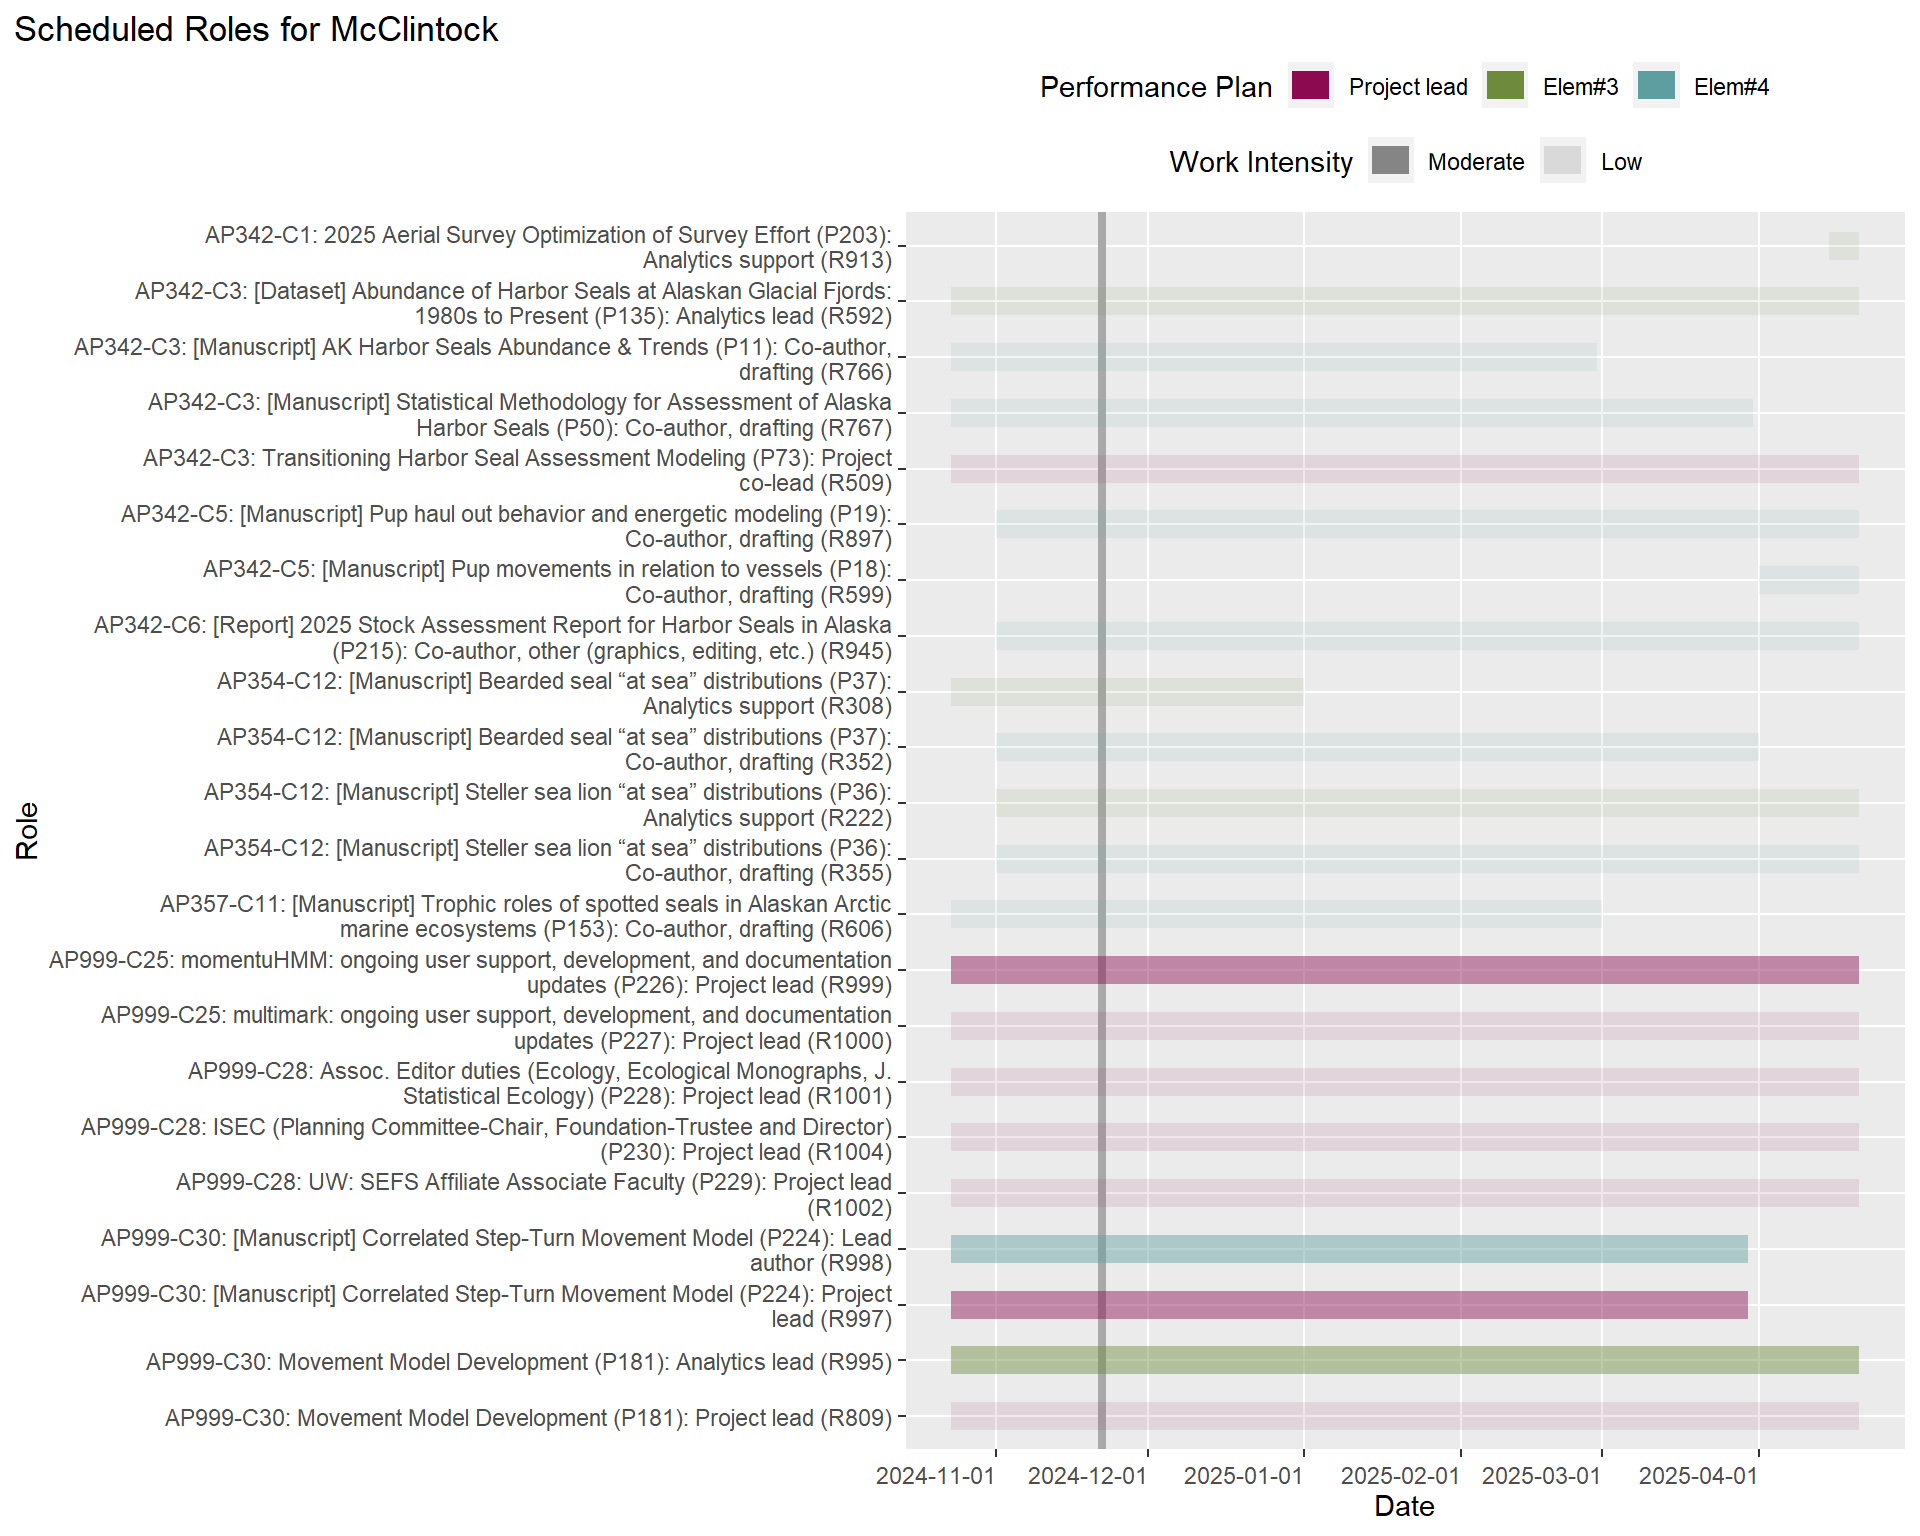 Scheduled Roles for McClintock
Performance Plan Project lead Elem#3 Elem#4
Work Intensity Moderate Low
AP342-C1: 2025 Aerial Survey Optimization of Survey Effort (P203):
Analytics support (R913)
AP342-C3: [Dataset] Abundance of Harbor Seals at Alaskan Glacial Fjords:
1980s to Present (P135): Analytics lead (R592)
AP342-C3: [Manuscript] AK Harbor Seals Abundance & Trends (P11): Co-author,
drafting (R766)
AP342-C3: [Manuscript] Statistical Methodology for Assessment of Alaska
Harbor Seals (P50): Co-author, drafting (R767)
AP342-C3: Transitioning Harbor Seal Assessment Modeling (P73): Project
co-lead (R509)
AP342-C5: [Manuscript] Pup haul out behavior and energetic modeling (P19):
Co-author, drafting (R897)
AP342-C5: [Manuscript] Pup movements in relation to vessels (P18):
Co-author, drafting (R599)
AP342-C6: [Report] 2025 Stock Assessment Report for Harbor Seals in Alaska
(P215): Co-author, other (graphics, editing, etc.) (R945)
AP354-C12: [Manuscript] Bearded seal “at sea” distributions (P37):
Analytics support (R308)
AP354-C12: [Manuscript] Bearded seal “at sea” distributions (P37):
Co-author, drafting (R352)
AP354-C12: [Manuscript] Steller sea lion “at sea” distributions (P36):
Analytics support (R222)
AP354-C12: [Manuscript] Steller sea lion “at sea” distributions (P36):
Co-author, drafting (R355)
AP357-C11: [Manuscript] Trophic roles of spotted seals in Alaskan Arctic
marine ecosystems (P153): Co-author, drafting (R606)
AP999-C25: momentuHMM: ongoing user support, development, and documentation
updates (P226): Project lead (R999)
AP999-C25: multimark: ongoing user support, development, and documentation
updates (P227): Project lead (R1000)
AP999-C28: Assoc. Editor duties (Ecology, Ecological Monographs, J.
Statistical Ecology) (P228): Project lead (R1001)
AP999-C28: ISEC (Planning Committee-Chair, Foundation-Trustee and Director)
(P230): Project lead (R1004)
AP999-C28: UW: SEFS Affiliate Associate Faculty (P229): Project lead
(R1002)
AP999-C30: [Manuscript] Correlated Step-Turn Movement Model (P224): Lead
author (R998)
AP999-C30: [Manuscript] Correlated Step-Turn Movement Model (P224): Project
lead (R997)
AP999-C30: Movement Model Development (P181): Analytics lead (R995)
AP999-C30: Movement Model Development (P181): Project lead (R809)
Role
2024-11-01 2024-12-01 2025-01-01 2025-02-01 2025-03-01 2025-04-01
Date